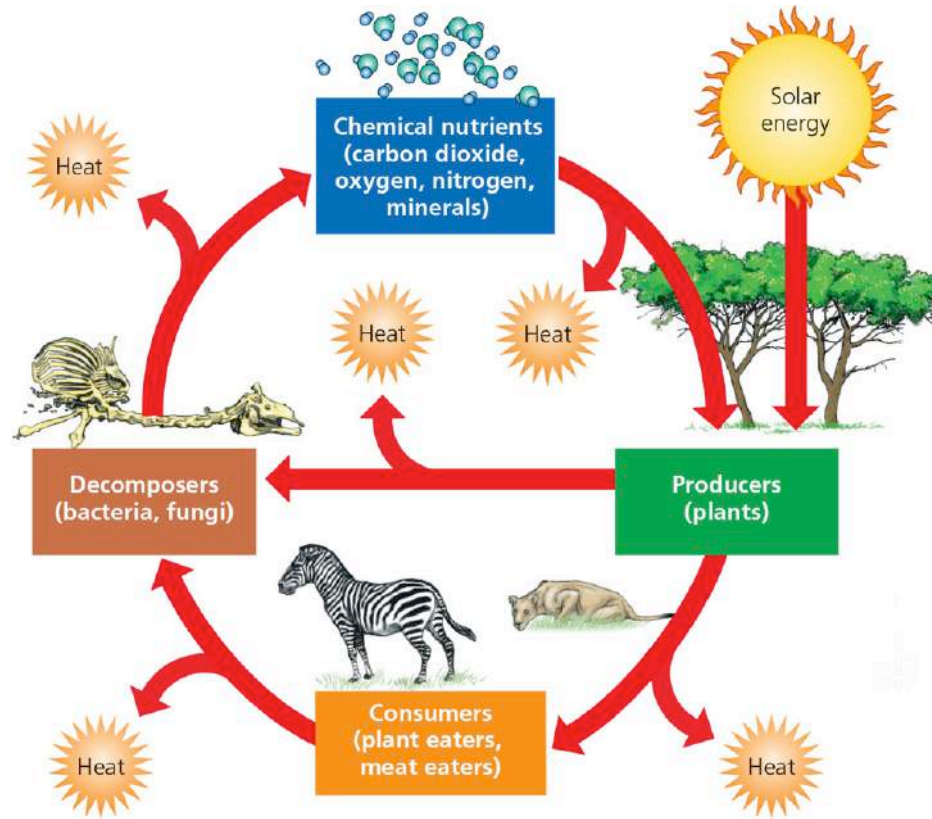 Chemical nutrients
(carbon dioxide,
oxygen, nitrogen,
minerals)
Solar
energy
Heat
Heat
Heat
Decomposers
(bacteria, fungi)
Producers
(plants)
Consumers
(plant eaters,
meat eaters)
Heat
Heat